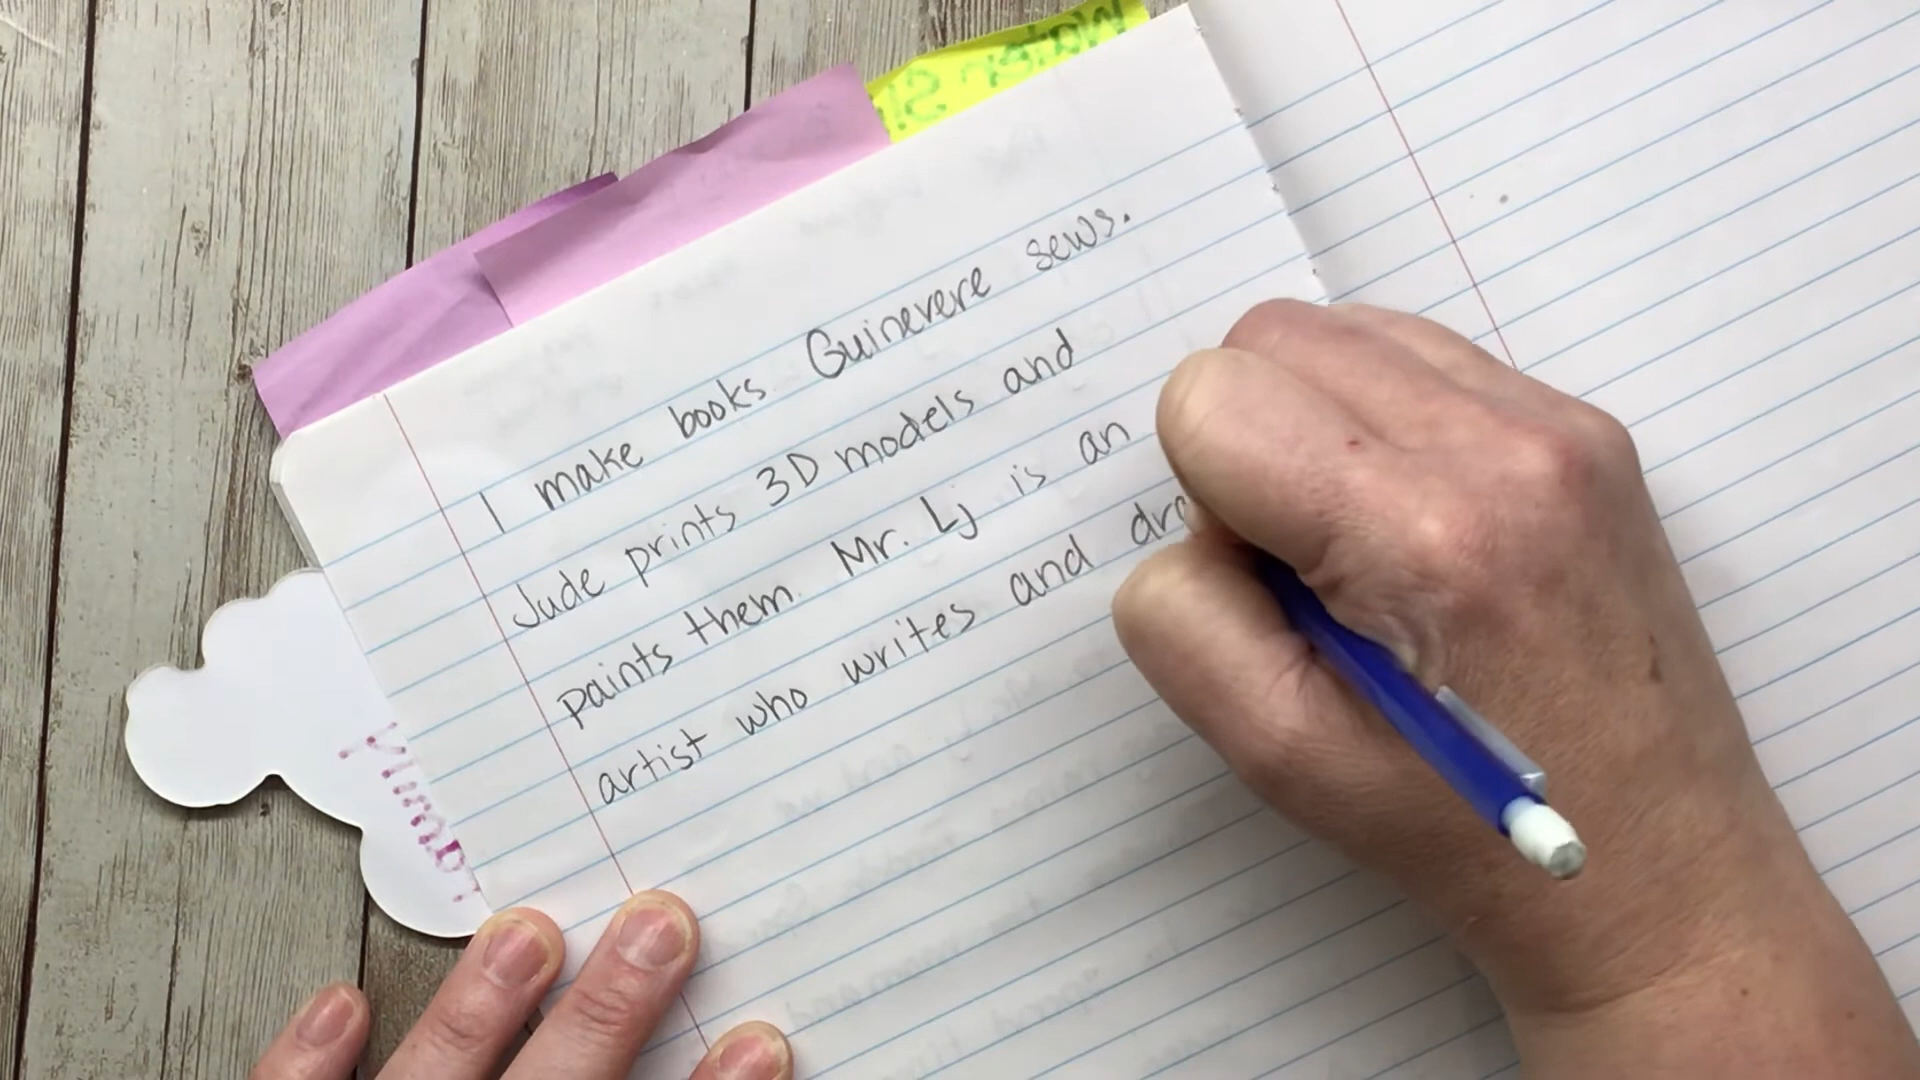 I make books. Guinevere sews.
Jude prints 3D models and
paints them. Mr. Lj is an
artist who writes and dra